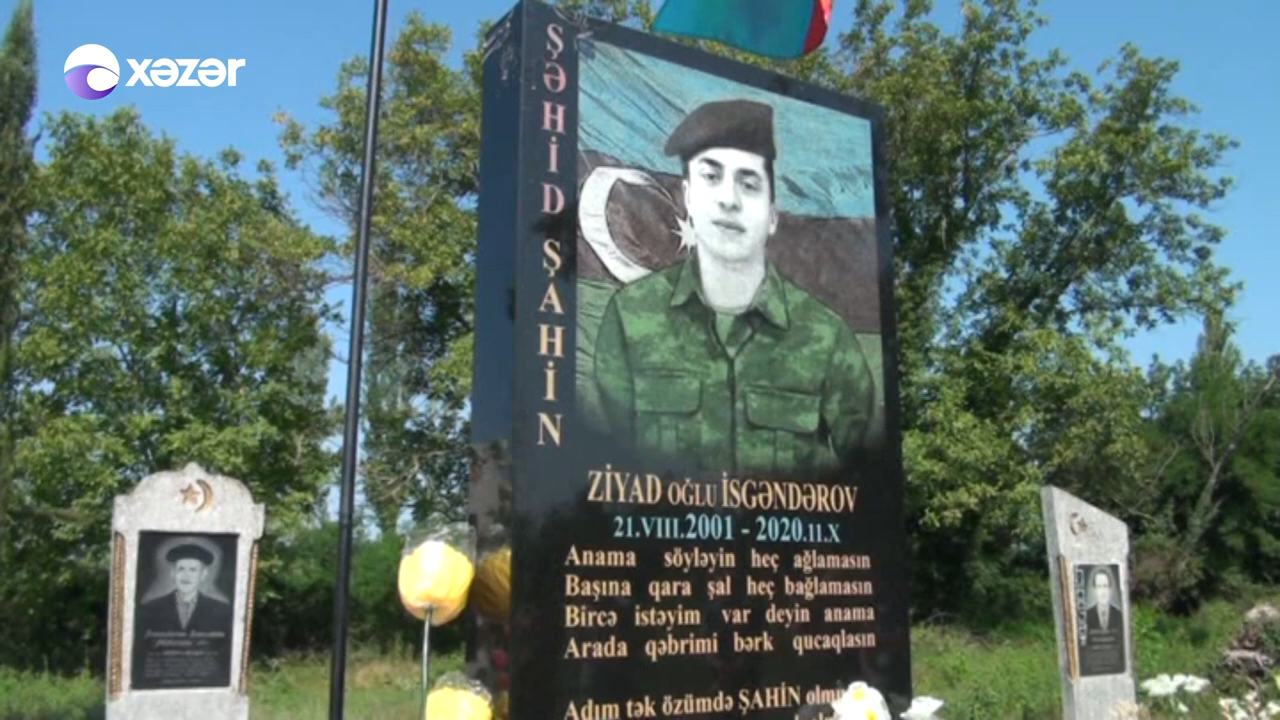 xəzər
ŞƏHİD ŞAHİN
ZİYAD OĞLU İSGƏNDƏROV
21.VIII.2001 - 2020.11.X
Anama söyləyin heç ağlamasın
Başına qara şal heç bağlamasın
Bircə istəyim var deyin anama
Arada qəbrimi bərk qucaqlasın
Adım tək özümdə ŞAHİN